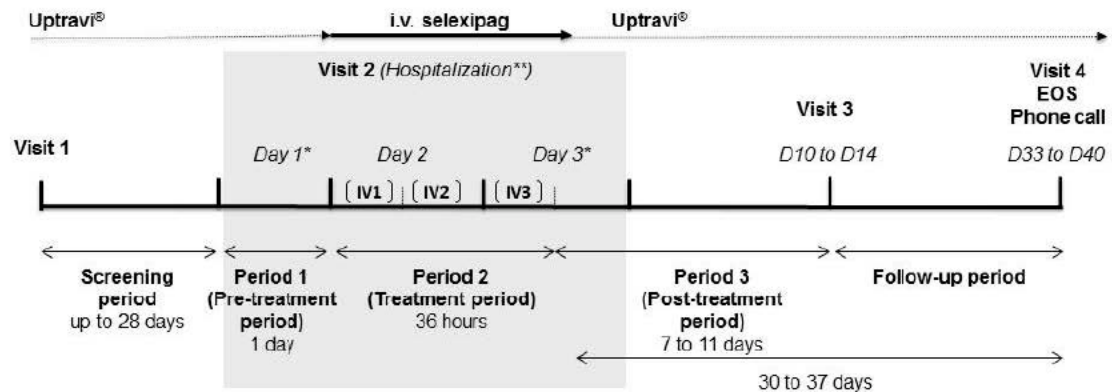 Uptravi® i.v. selexipag Uptravi®
Visit 2 (Hospitalization**)
Visit 4
EOS
Phone call
Visit 3
Visit 1
Day 1* Day 2 Day 3* D10 to D14 D33 to D40
(IV1) (IV2) (IV3)
Screening
period
up to 28 days
Period 1
(Pre-treatment
period)
1 day
Period 2
(Treatment period)
36 hours
Period 3
(Post-treatment
period)
7 to 11 days
Follow-up period
30 to 37 days